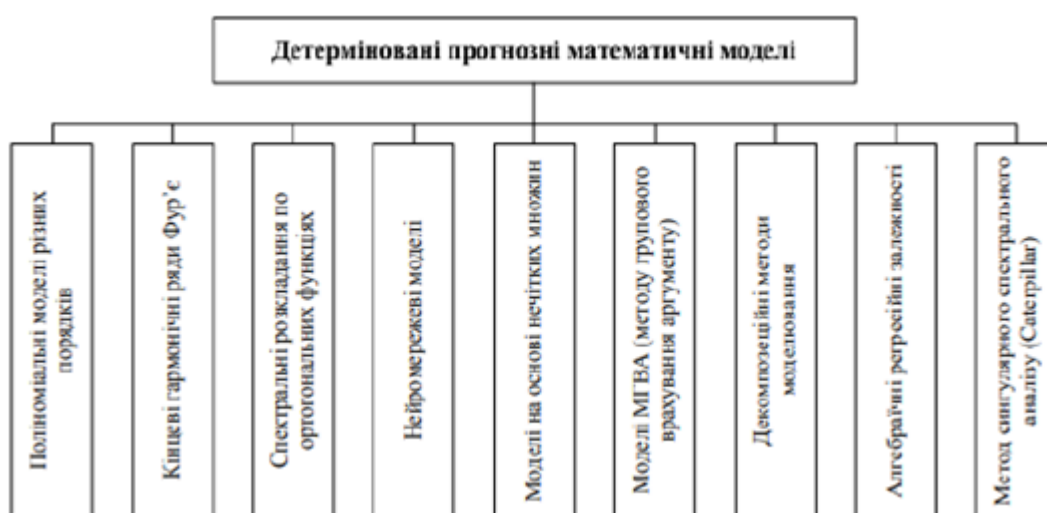 Детерміновані прогнозні математичні моделі
Поліноміальні моделі різних
порядків
Кінцеві гармонічні ряди Фур’є
Спектральні розкладання по
ортогональних функціях
Нейромережеві моделі
Моделі на основі нечітких множин
Моделі МГВА (методу групового
врахування аргументу)
Декомпозеційні методи
моделювання
Алгебраїчні регресійні залежності
Метод сингулярного спектрального
аналізу (Caterpillar)